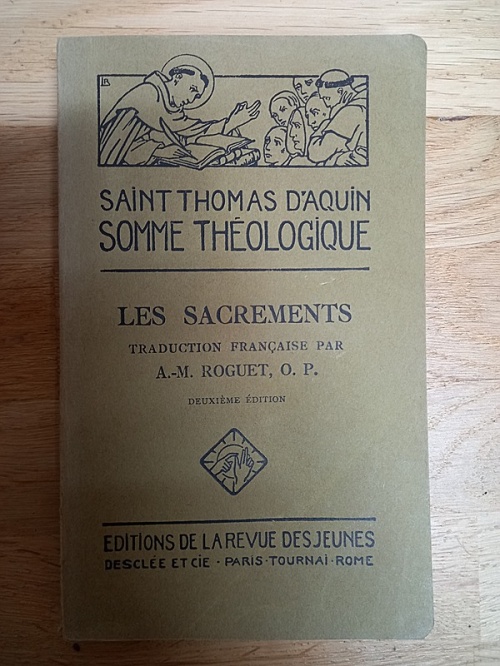 SAINT THOMAS D'AQUIN
SOMME THÉOLOGIQUE
LES SACREMENTS
TRADUCTION FRANÇAISE PAR
A.-M. ROGUET, O. P.
DEUXIÈME ÉDITION
EDITIONS DE LA REVUE DES JEUNES
DESCLÉE ET CIE · PARIS · TOURNAI · ROME